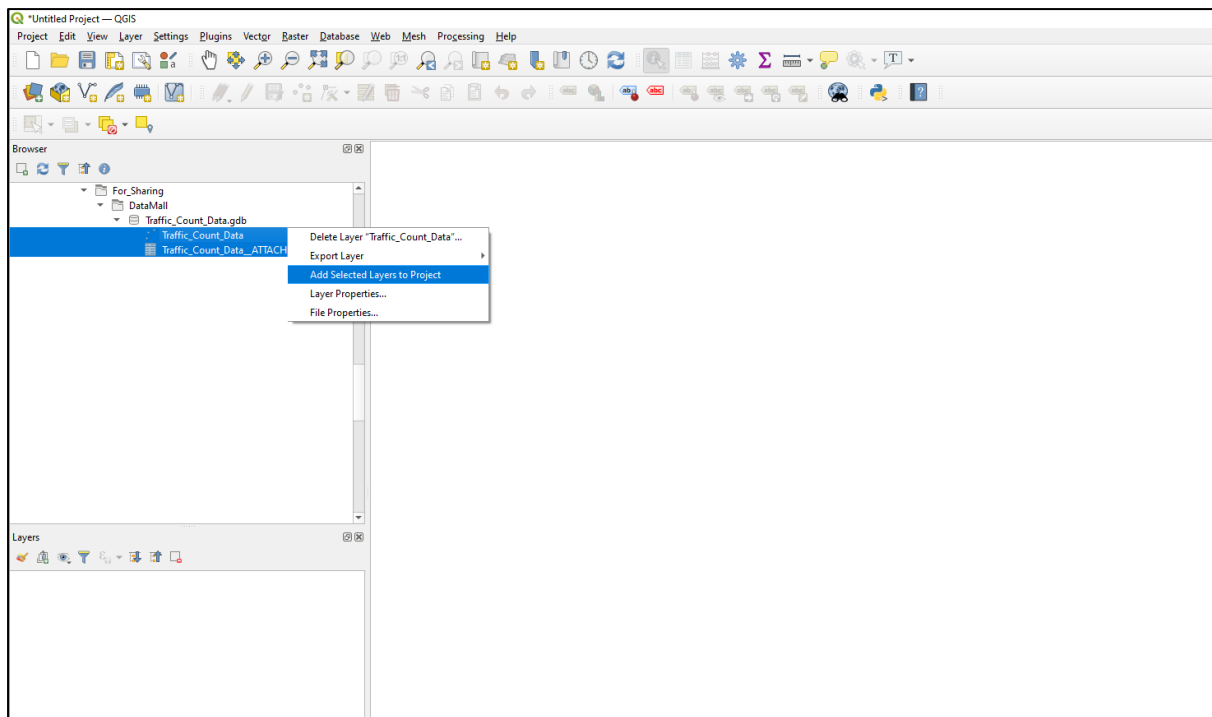 *Untitled Project — QGIS
Project Edit View Layer Settings Plugins Vector Raster Database Web Mesh Processing Help
Browser
For_Sharing
DataMall
Traffic_Count_Data.gdb
Traffic_Count_Data
Traffic_Count_Data__ATTACH
Delete Layer "Traffic_Count_Data"...
Export Layer
Add Selected Layers to Project
Layer Properties...
File Properties...
Layers